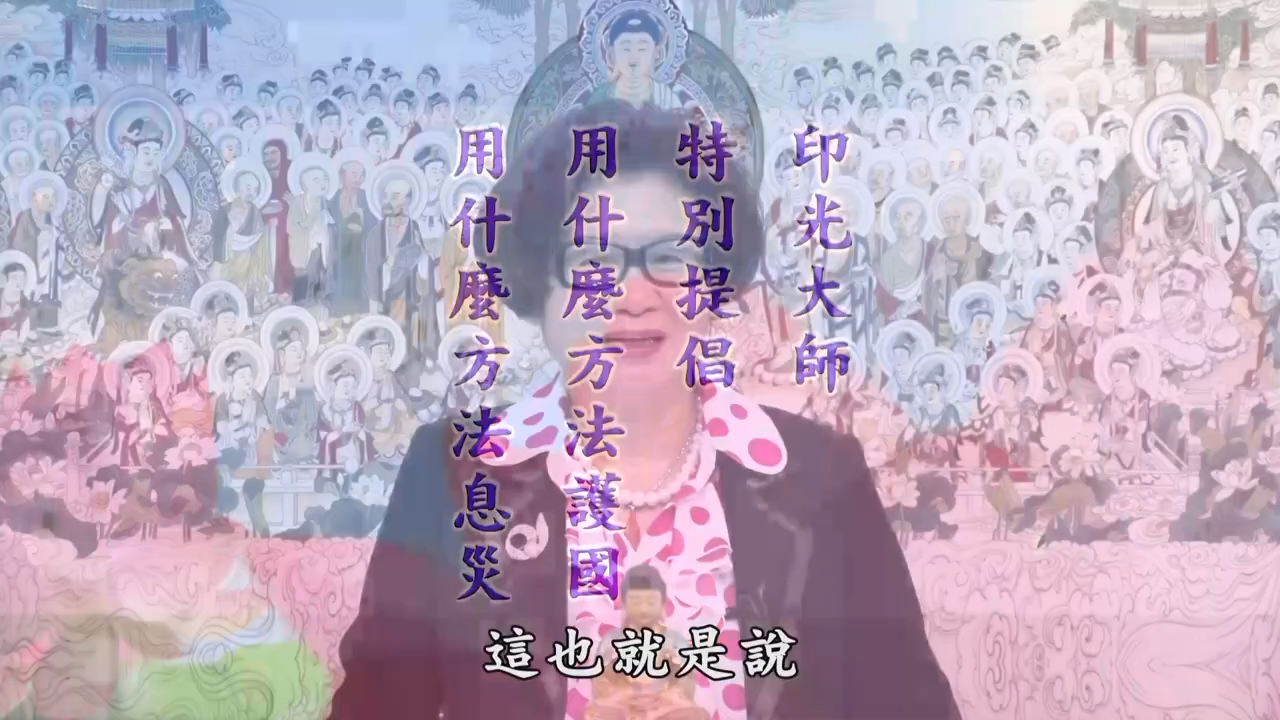 印光大師
特別提倡
用什麼方法護國
用什麼方法息災
這也就是說